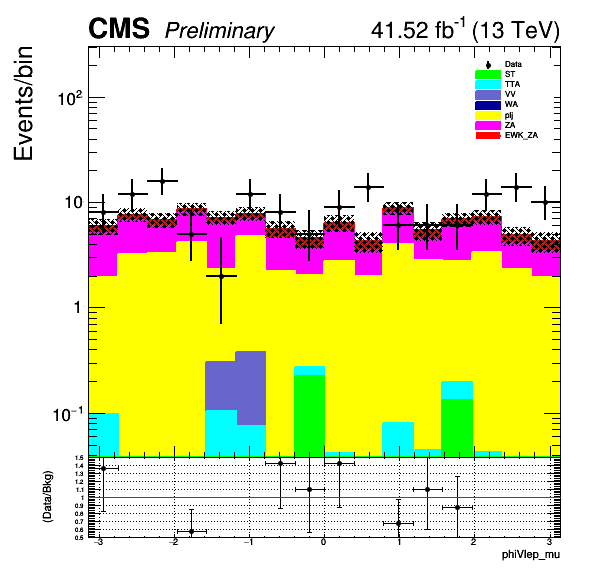 CMS Preliminary 41.52 fb⁻¹ (13 TeV)
Events/bin
10²
10
1
10⁻¹
Data
ST
TTA
VV
WA
plj
ZA
EWK_ZA
(Data/Bkg)
1.5
1.4
1.3
1.2
1.1
1
0.9
0.8
0.7
0.6
0.5
−3 −2 −1 0 1 2 3
phiVlep_mu